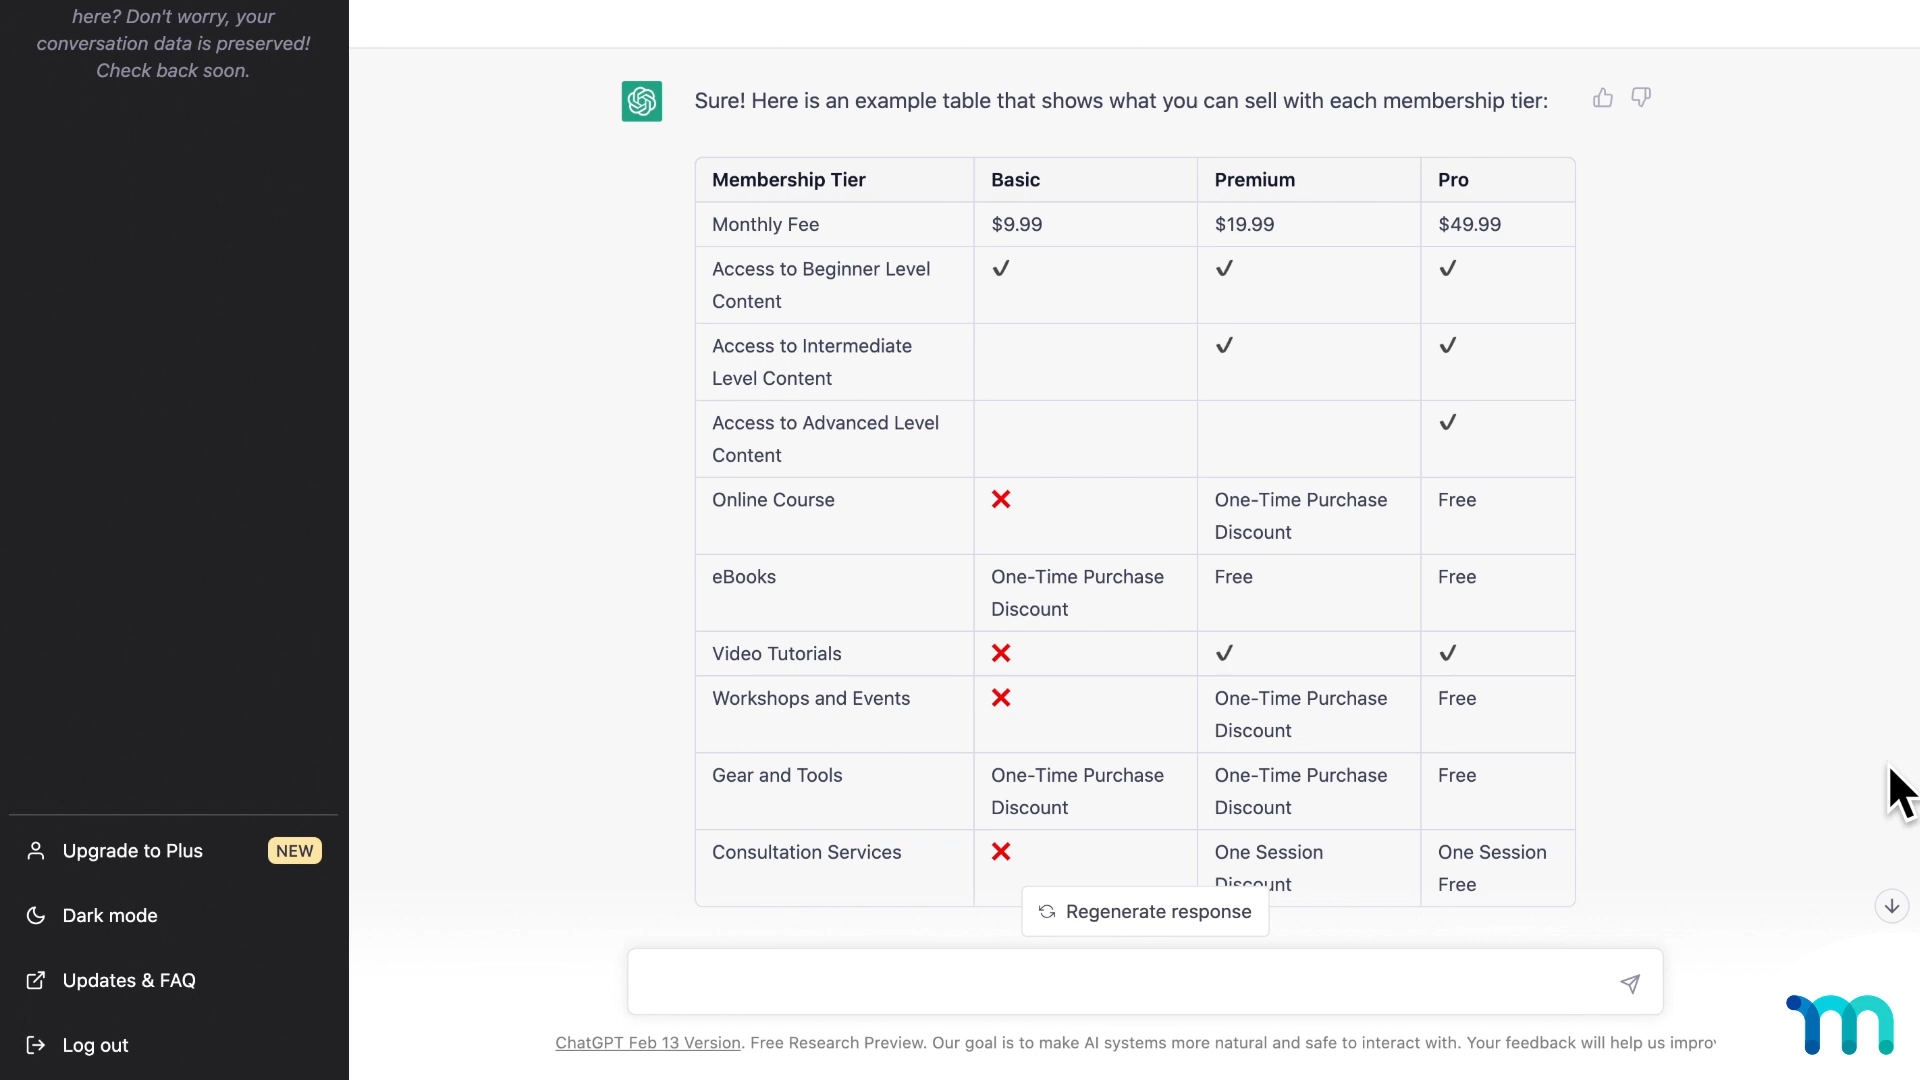 here? Don't worry, your
conversation data is preserved!
Check back soon.
Upgrade to Plus NEW
Dark mode
Updates & FAQ
Log out
Sure! Here is an example table that shows what you can sell with each membership tier:
Membership Tier Basic Premium Pro
Monthly Fee $9.99 $19.99 $49.99
Access to Beginner Level ✓ ✓ ✓
Content
Access to Intermediate ✓ ✓
Level Content
Access to Advanced Level ✓
Content
Online Course ❌ One-Time Purchase Free
Discount
eBooks One-Time Purchase Free Free
Discount
Video Tutorials ❌ ✓ ✓
Workshops and Events ❌ One-Time Purchase Free
Discount
Gear and Tools One-Time Purchase One-Time Purchase Free
Discount Discount
Consultation Services ❌ One Session One Session
Discount Free
Regenerate response
ChatGPT Feb 13 Version. Free Research Preview. Our goal is to make AI systems more natural and safe to interact with. Your feedback will help us impro
m